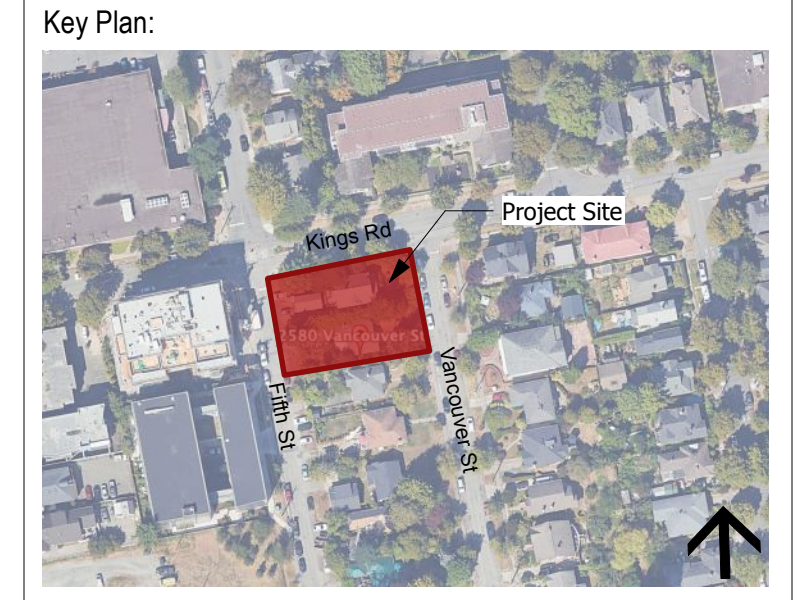 Key Plan:
Project Site
Kings Rd
2580 Vancouver St
Fifth St
Vancouver St